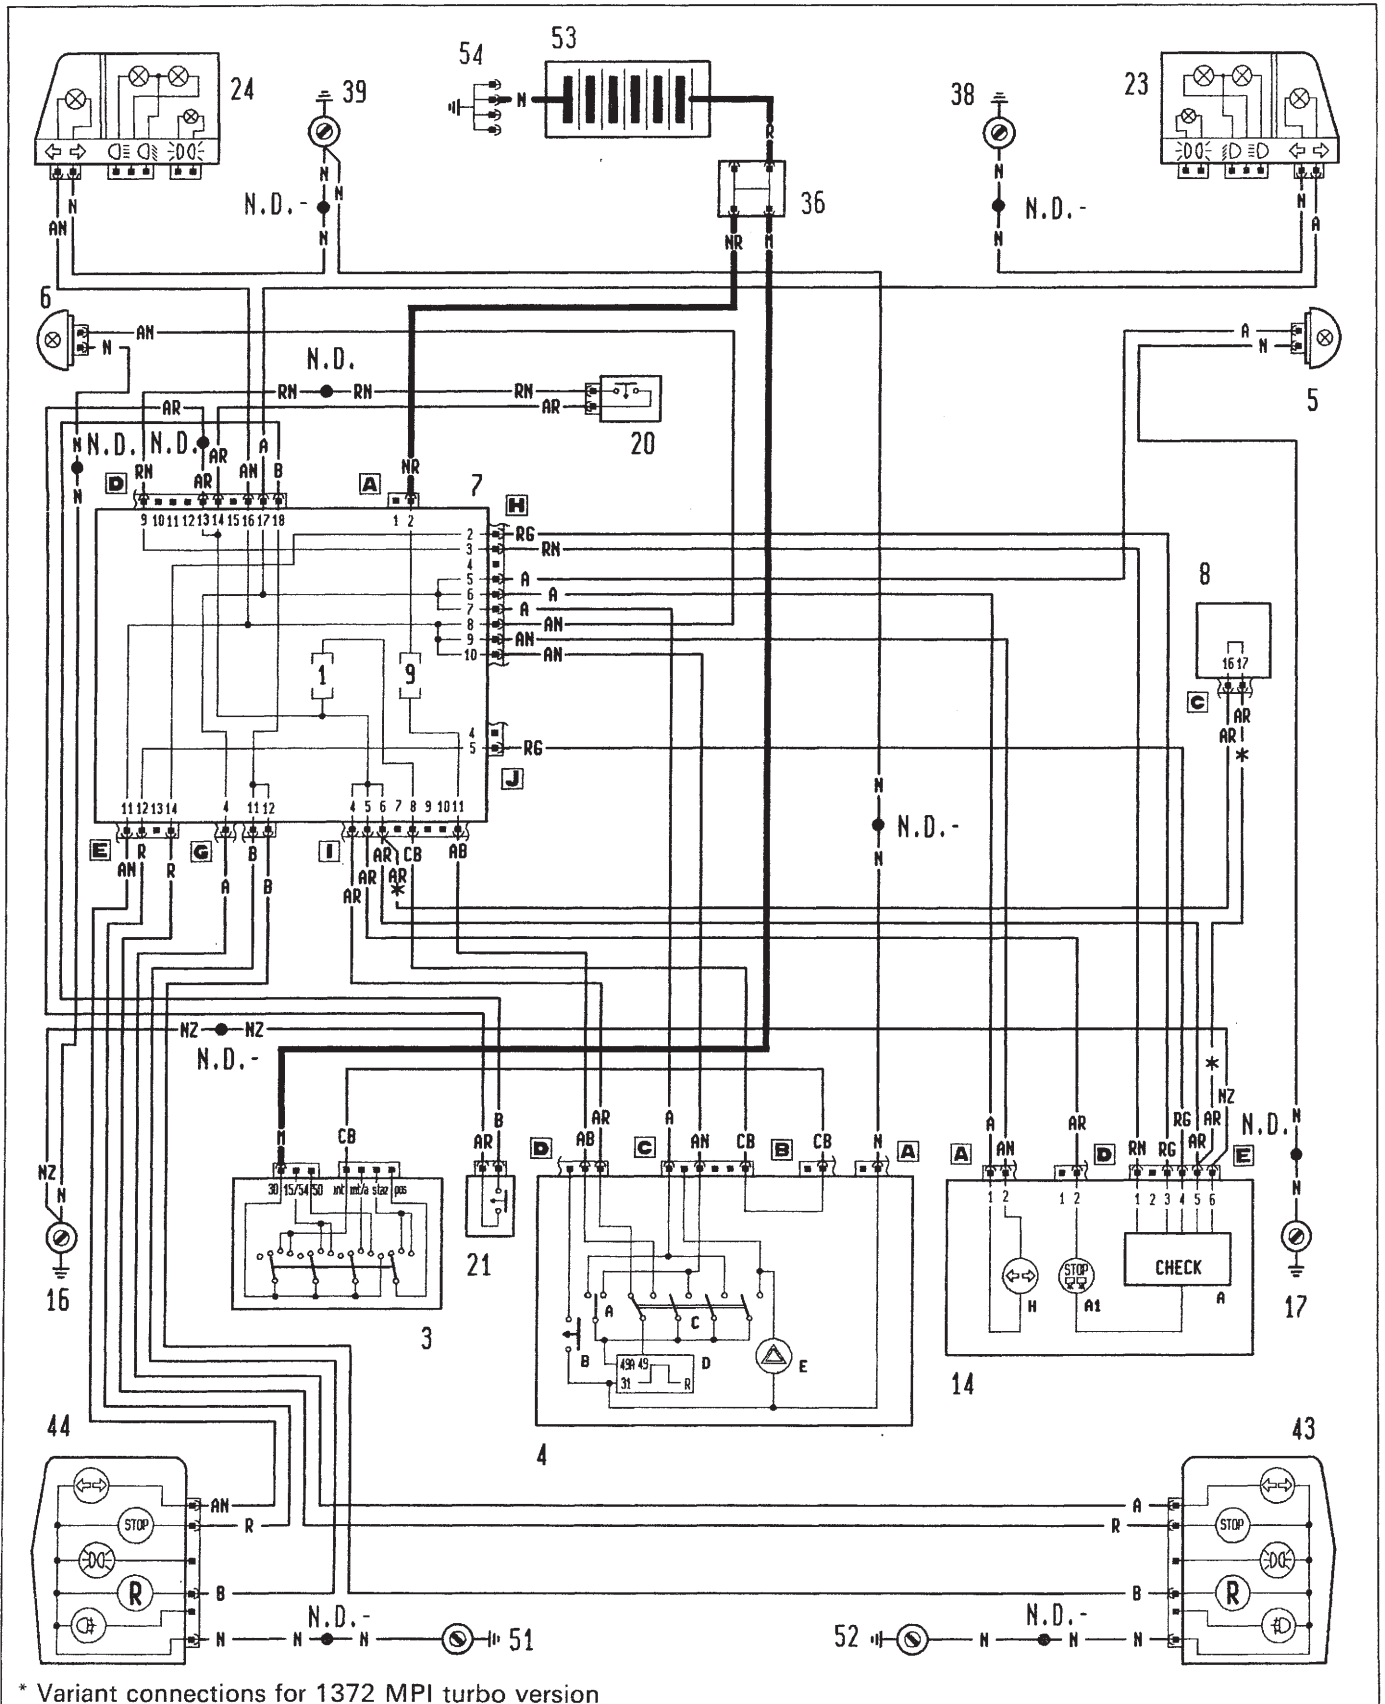 54 53
24 39 38 23
N R
N N N N
N.D.- 36 N.D.-
AN N N NR M N A
6
AN A
N N
N.D. 5
RN RN RN
AR AR
20
N N.D. N.D. AR A
RN AR AN B NR
N
D A 7 H
9 10 11 12 13 14 15 16 17 18 1 2
2 RG
3 RN
4
5 A 8
6 A
7 A
8 AN
9 AN
10 AN
1 9 16 17
C AR
AR
*
4
5 RG
J
N
N.D.-
N
11 12 13 14 4 11 12 4 5 6 7 8 9 10 11
E G I
AN R R A B B AR AR AR AR CB AB
*
NZ NZ
N.D.-
*
NZ
M CB AR B AB AR A AN CB CB N A AN AR RN RG RG AR AR N.D. N
D C B A A D E
NZ N N
30 15/54 50 int int/a staz pos
1 2 1 2 1 2 3 4 5 6
21
STOP CHECK
16 17
H A1 A
3
A C
B 49A 49 D E
31 R
14
44 4 43
AN A
STOP R R STOP
R B B R
N.D.- N.D.-
N N N 51 52 N N N
* Variant connections for 1372 MPI turbo version